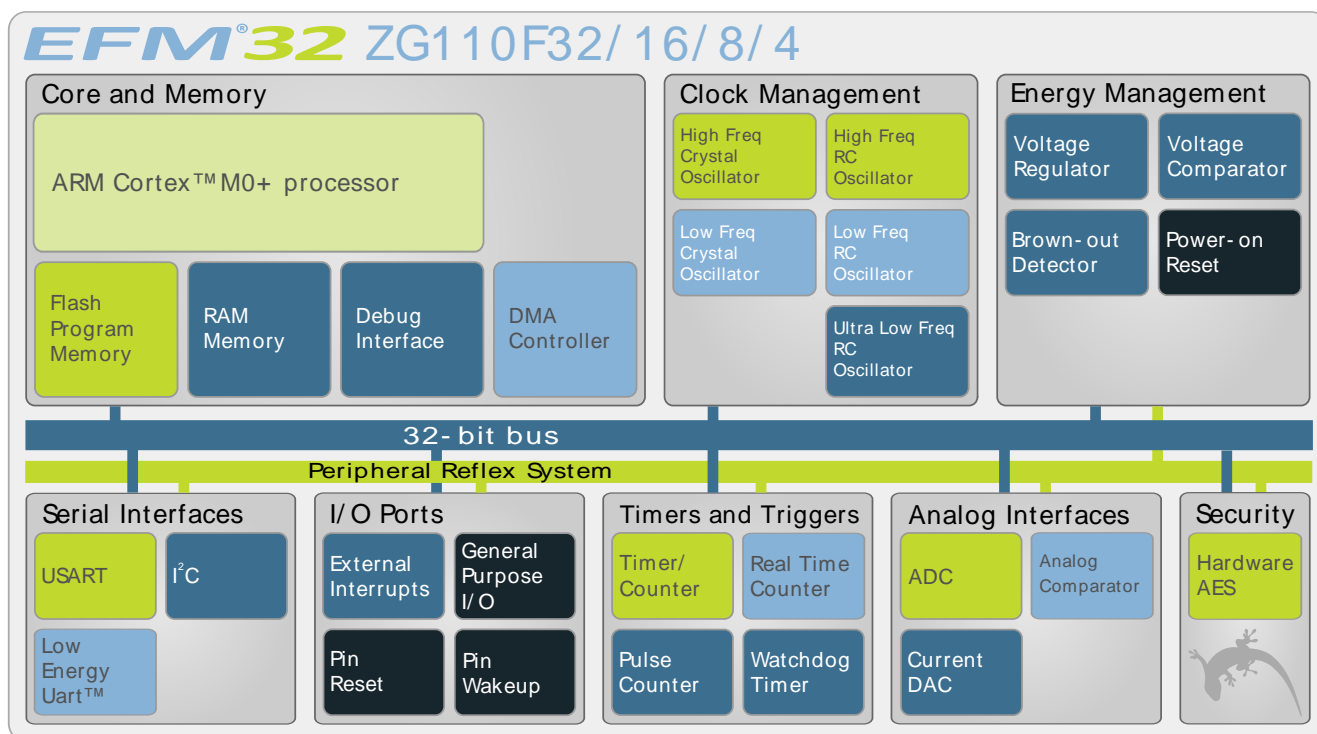 EFM®32 ZG110F32/16/8/4
Core and Memory
ARM Cortex™ M0+ processor
Flash
Program
Memory
RAM
Memory
Debug
Interface
DMA
Controller
Clock Management
High Freq
Crystal
Oscillator
High Freq
RC
Oscillator
Low Freq
Crystal
Oscillator
Low Freq
RC
Oscillator
Ultra Low Freq
RC
Oscillator
Energy Management
Voltage
Regulator
Voltage
Comparator
Brown-out
Detector
Power-on
Reset
32-bit bus
Peripheral Reflex System
Serial Interfaces
USART
I²C
Low
Energy
Uart™
I/O Ports
External
Interrupts
General
Purpose
I/O
Pin
Reset
Pin
Wakeup
Timers and Triggers
Timer/
Counter
Real Time
Counter
Pulse
Counter
Watchdog
Timer
Analog Interfaces
ADC
Analog
Comparator
Current
DAC
Security
Hardware
AES